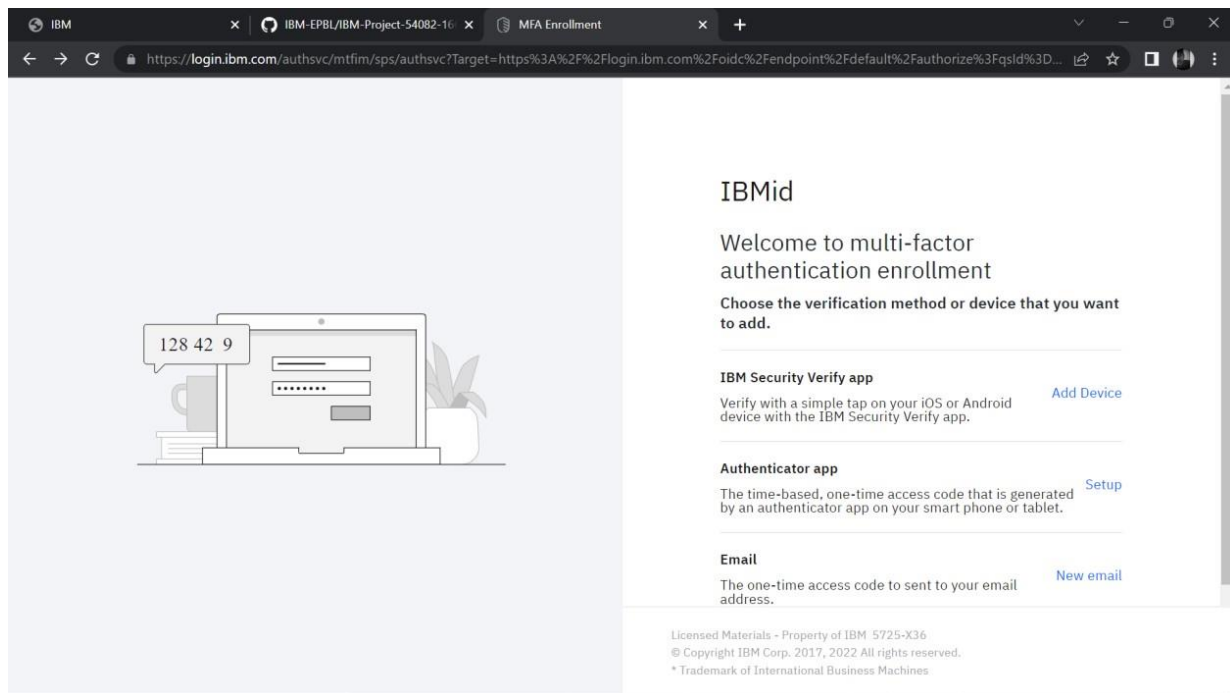 IBM
IBM-EPBL/IBM-Project-54082-16
MFA Enrollment
https://login.ibm.com/authsvc/mtfim/sps/authsvc?Target=https%3A%2F%2Flogin.ibm.com%2Foidc%2Fendpoint%2Fdefault%2Fauthorize%3FqsId%3D...
128 42 9
IBMid
Welcome to multi-factor
authentication enrollment
Choose the verification method or device that you want
to add.
IBM Security Verify app
Add Device
Verify with a simple tap on your iOS or Android
device with the IBM Security Verify app.
Authenticator app
Setup
The time-based, one-time access code that is generated
by an authenticator app on your smart phone or tablet.
Email
New email
The one-time access code to sent to your email
address.
Licensed Materials - Property of IBM 5725-X36
© Copyright IBM Corp. 2017, 2022 All rights reserved.
* Trademark of International Business Machines